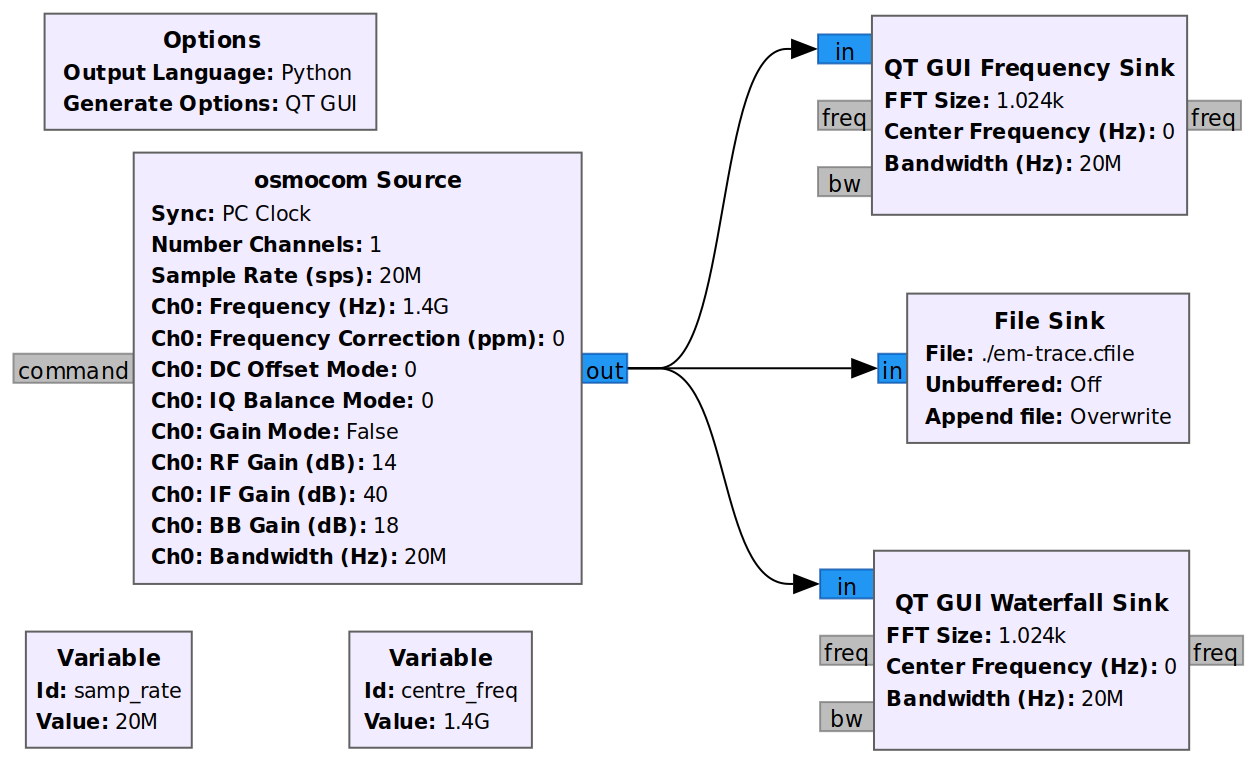 Options
Output Language: Python
Generate Options: QT GUI
osmocom Source
Sync: PC Clock
Number Channels: 1
Sample Rate (sps): 20M
Ch0: Frequency (Hz): 1.4G
Ch0: Frequency Correction (ppm): 0
Ch0: DC Offset Mode: 0
Ch0: IQ Balance Mode: 0
Ch0: Gain Mode: False
Ch0: RF Gain (dB): 14
Ch0: IF Gain (dB): 40
Ch0: BB Gain (dB): 18
Ch0: Bandwidth (Hz): 20M
command
out
Variable
Id: samp_rate
Value: 20M
Variable
Id: centre_freq
Value: 1.4G
in
freq
bw
QT GUI Frequency Sink
FFT Size: 1.024k
Center Frequency (Hz): 0
Bandwidth (Hz): 20M
freq
in
File Sink
File: ./em-trace.cfile
Unbuffered: Off
Append file: Overwrite
in
freq
bw
QT GUI Waterfall Sink
FFT Size: 1.024k
Center Frequency (Hz): 0
Bandwidth (Hz): 20M
freq